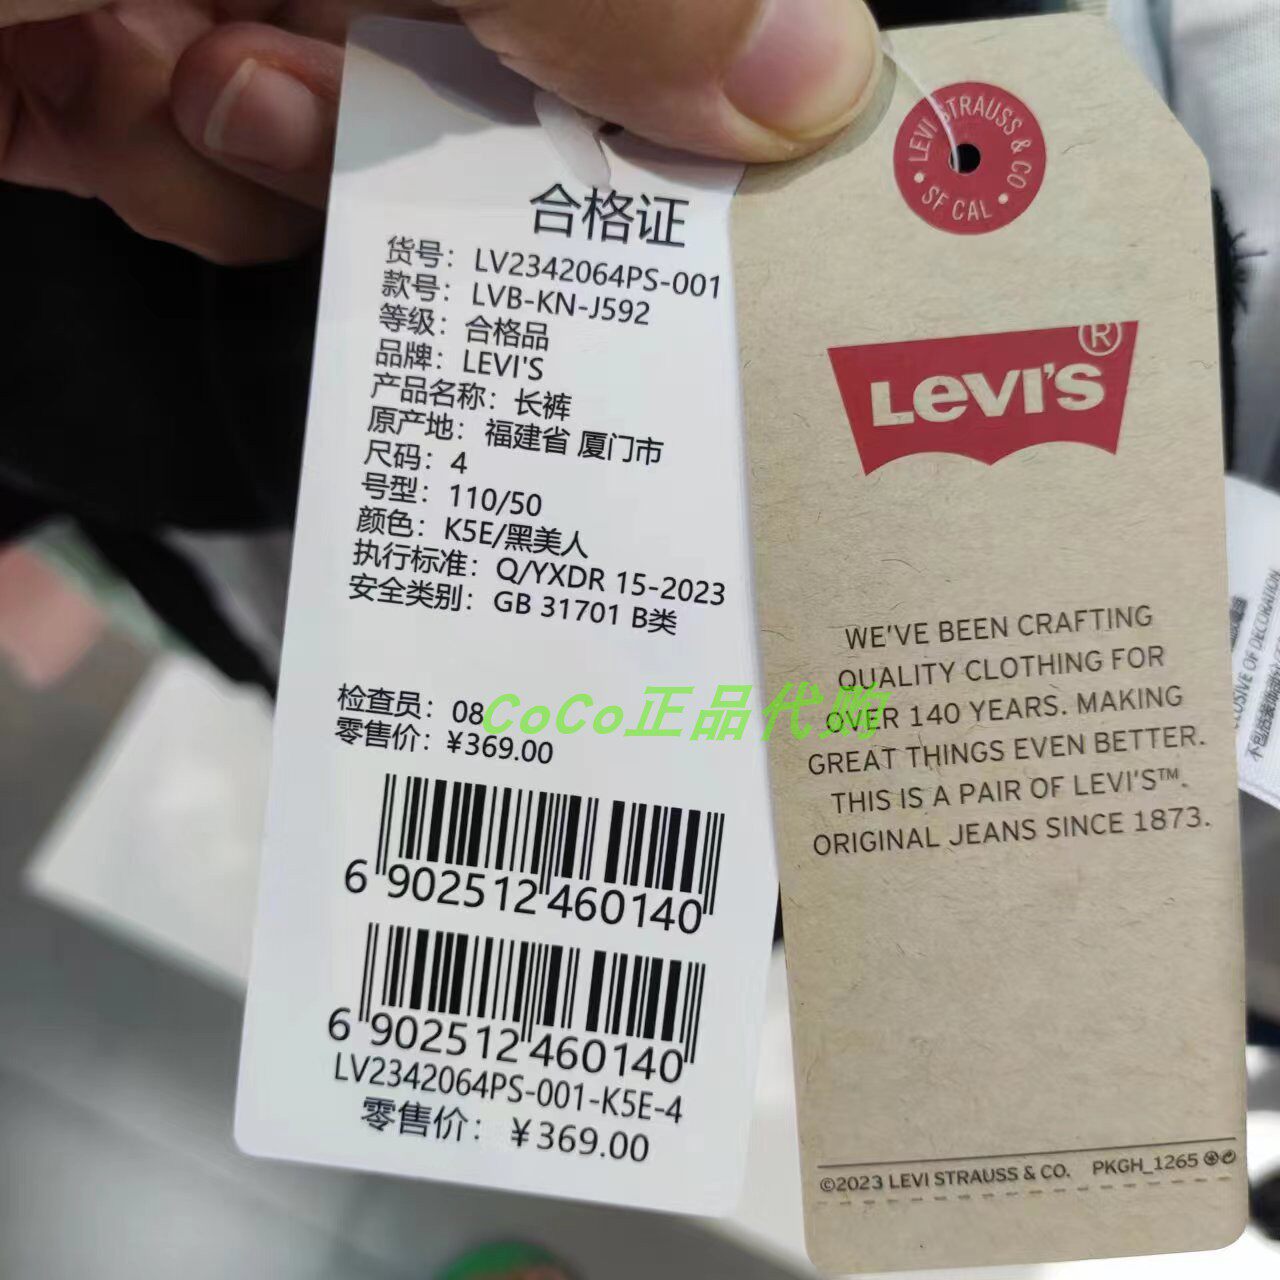 合格证
货号：LV2342064PS-001
款号：LVB-KN-J592
等级：合格品
品牌：LEVI'S
产品名称：长裤
原产地：福建省 厦门市
尺码：4
号型：110/50
颜色：K5E/黑美人
执行标准：Q/YXDR 15-2023
安全类别：GB 31701 B类
检查员：08
零售价：¥369.00
6 902512 460140
6 902512 460140
LV2342064PS-001-K5E-4
零售价：¥369.00
CoCo正品代购
LEVI STRAUSS & CO
• SF CAL •
LEVI'S®
WE'VE BEEN CRAFTING
QUALITY CLOTHING FOR
OVER 140 YEARS. MAKING
GREAT THINGS EVEN BETTER.
THIS IS A PAIR OF LEVI'S™.
ORIGINAL JEANS SINCE 1873.
©2023 LEVI STRAUSS & CO. PKGH_1265
OF DECORATION